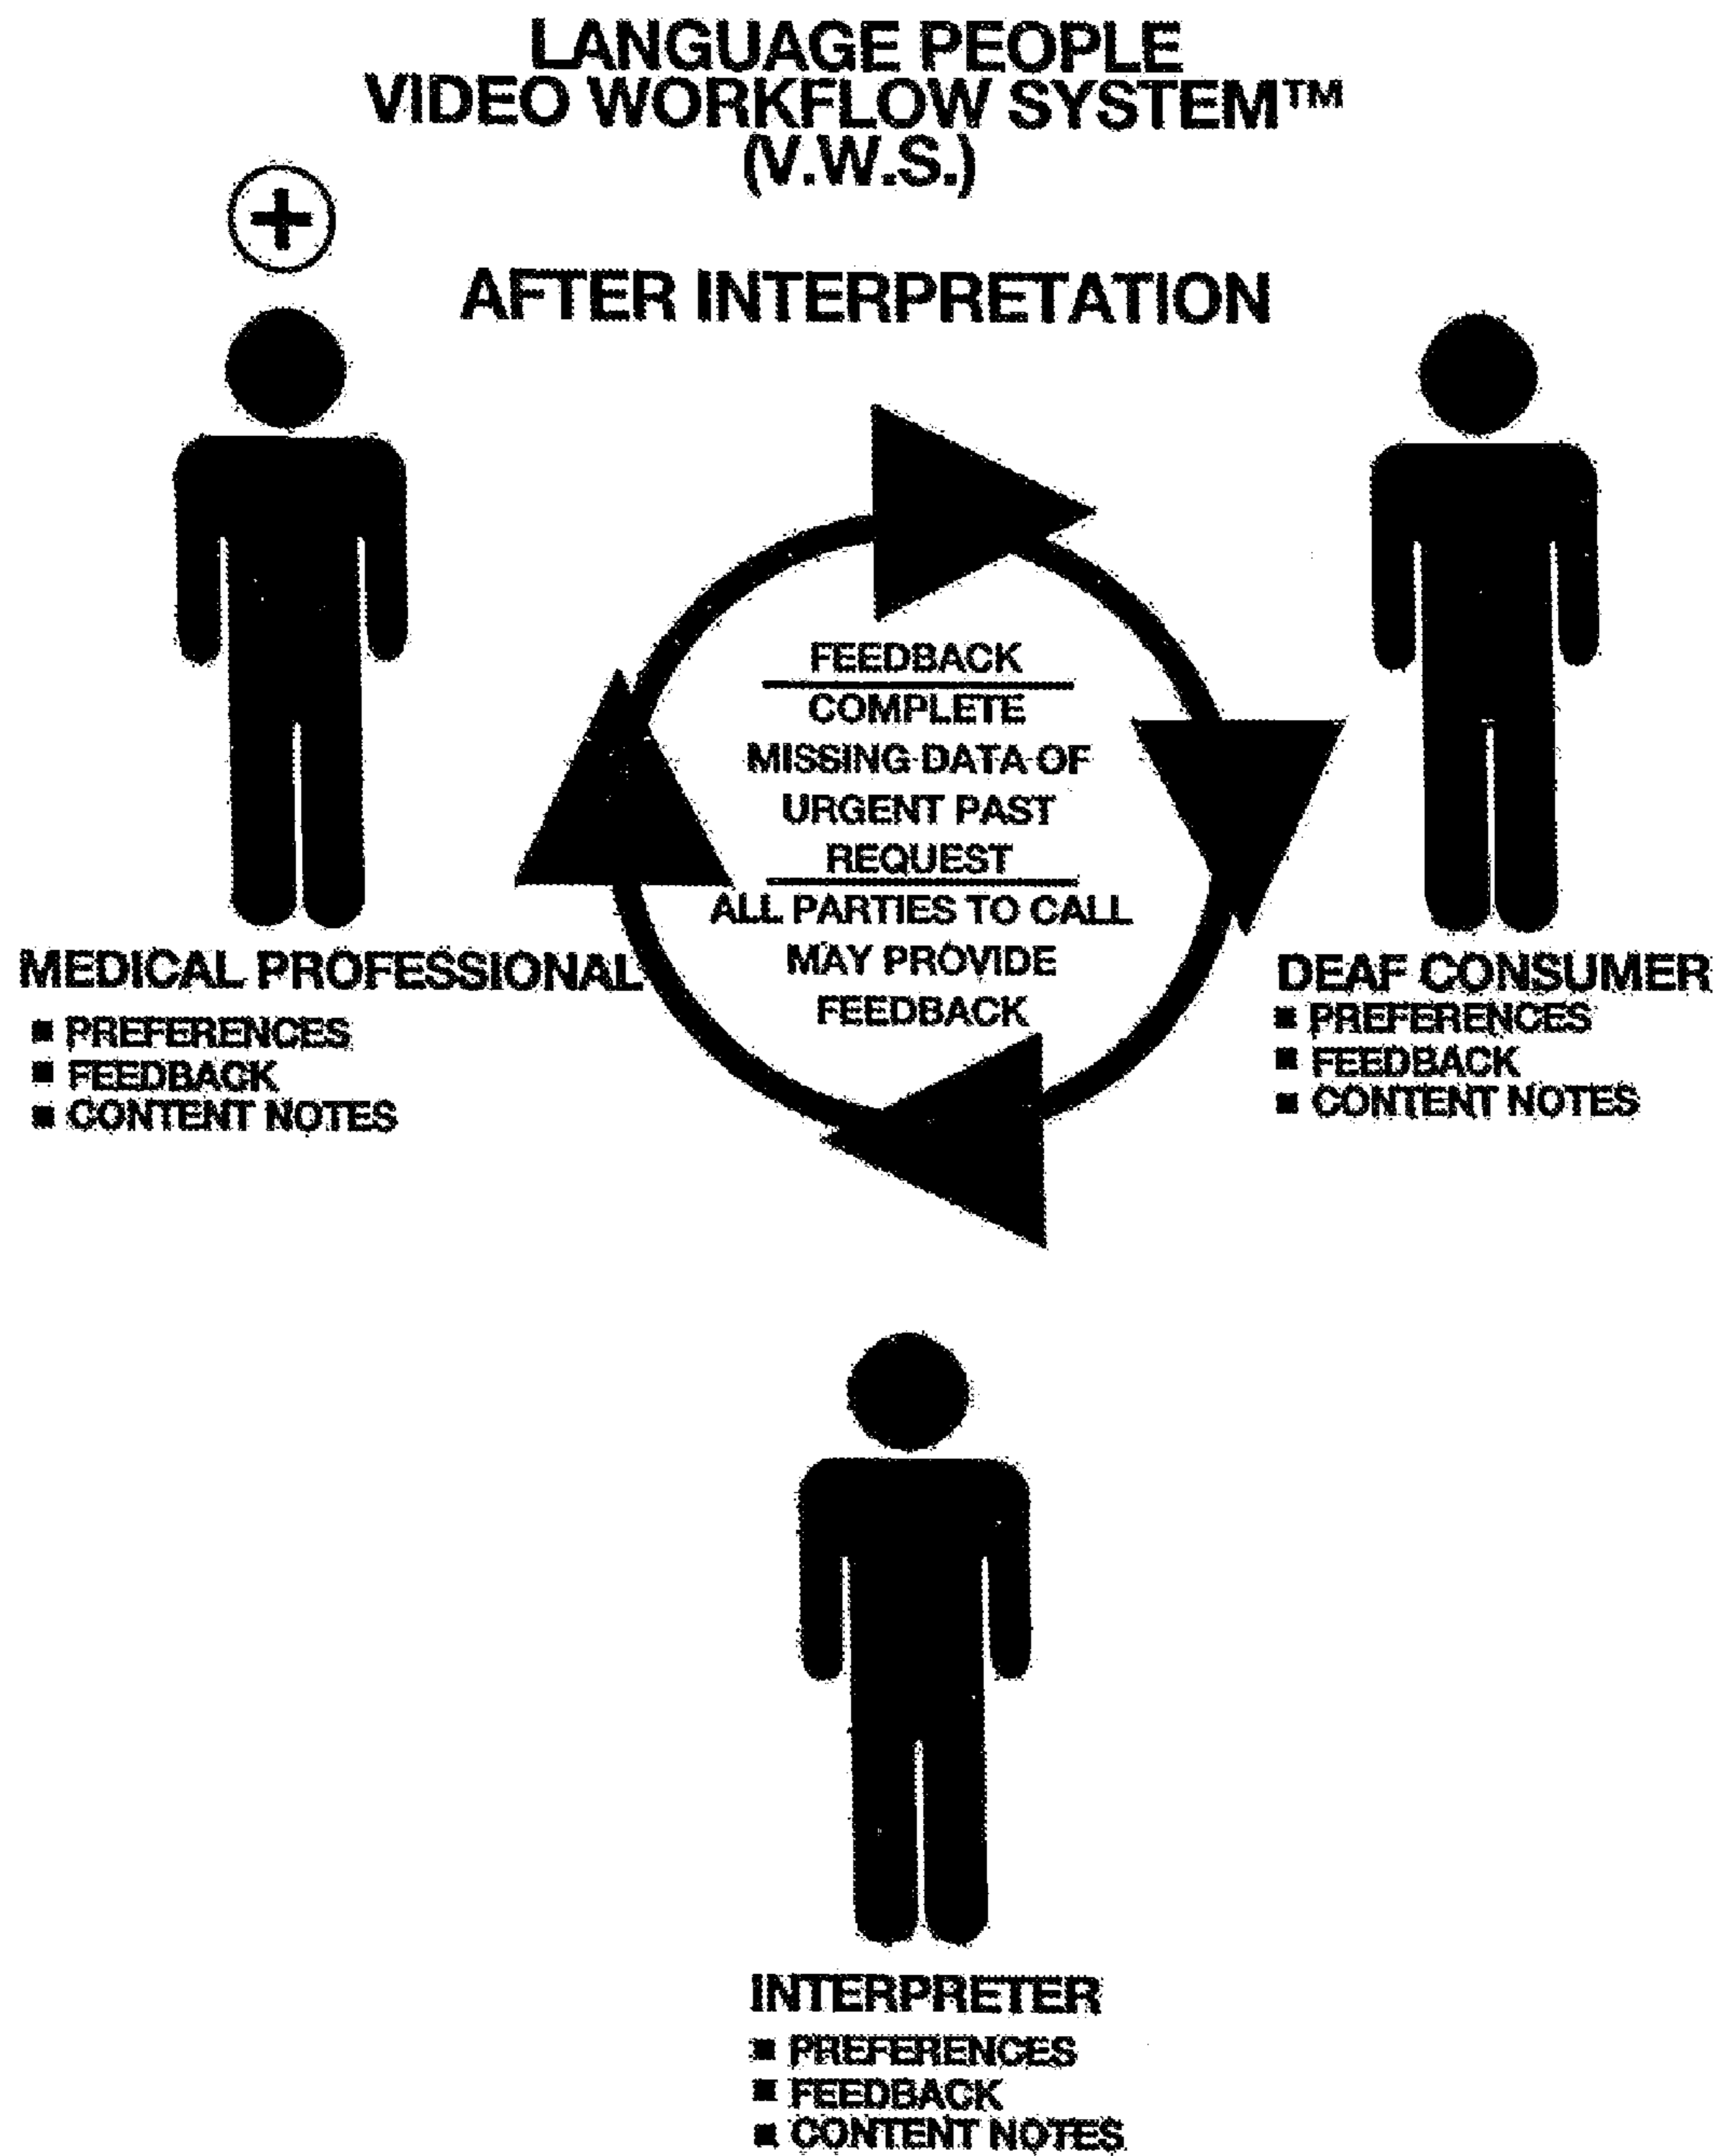 LANGUAGE PEOPLE
VIDEO WORKFLOW SYSTEM™
(V.W.S.)
AFTER INTERPRETATION
FEEDBACK
COMPLETE
MISSING DATA OF
URGENT PAST
REQUEST
ALL PARTIES TO CALL
MAY PROVIDE
FEEDBACK
MEDICAL PROFESSIONAL
■ PREFERENCES
■ FEEDBACK
■ CONTENT NOTES
DEAF CONSUMER
■ PREFERENCES
■ FEEDBACK
■ CONTENT NOTES
INTERPRETER
■ PREFERENCES
■ FEEDBACK
■ CONTENT NOTES